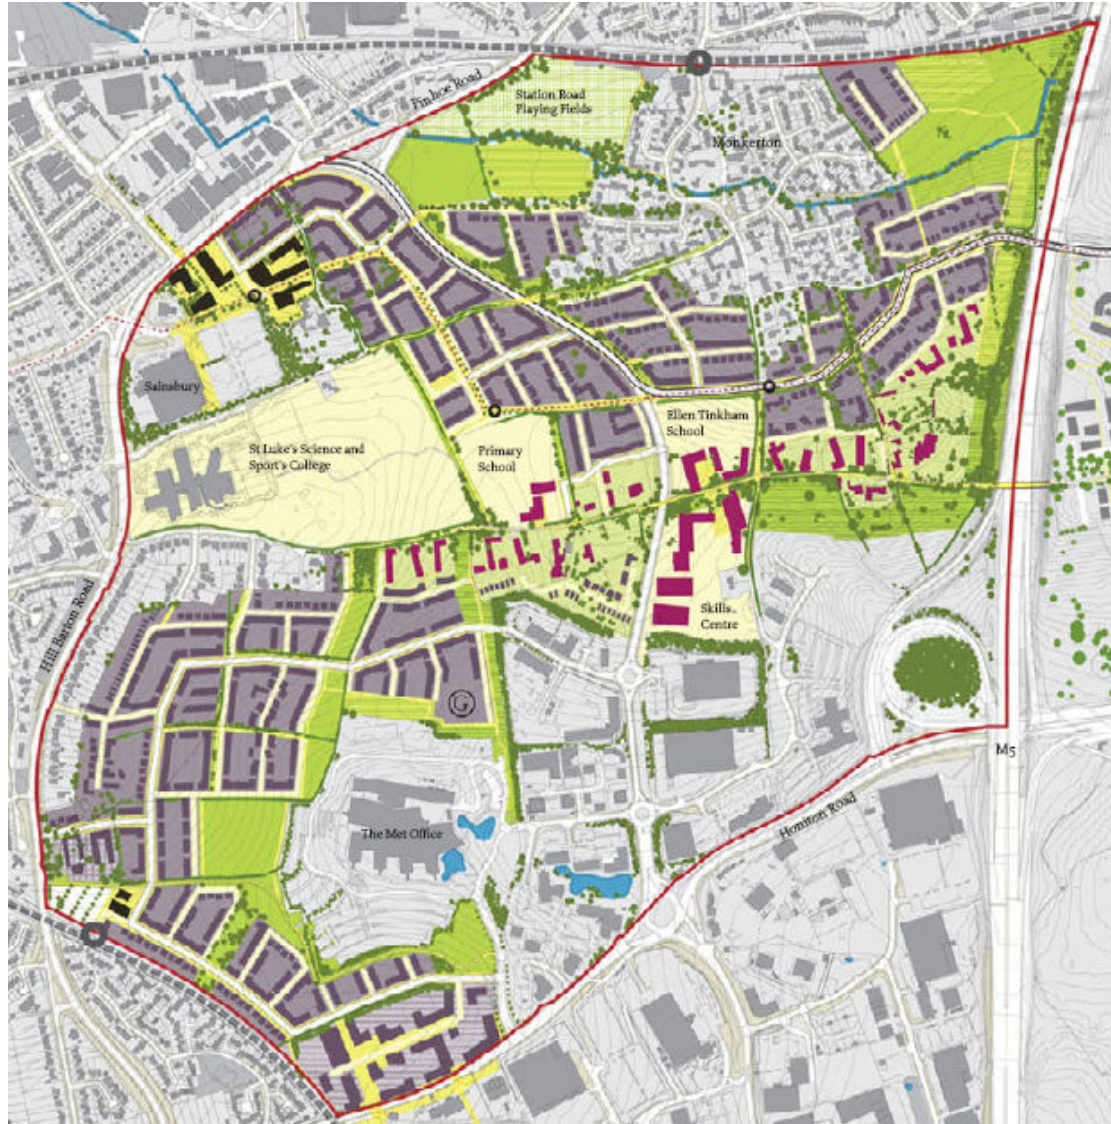 Pinhoe Road
Station Road
Playing Fields
Monkerton
Sainsbury
St Luke's Science and
Sport's College
Primary
School
Ellen Tinkham
School
Hill Barton Road
Skills
Centre
G
M5
The Met Office
Honiton Road